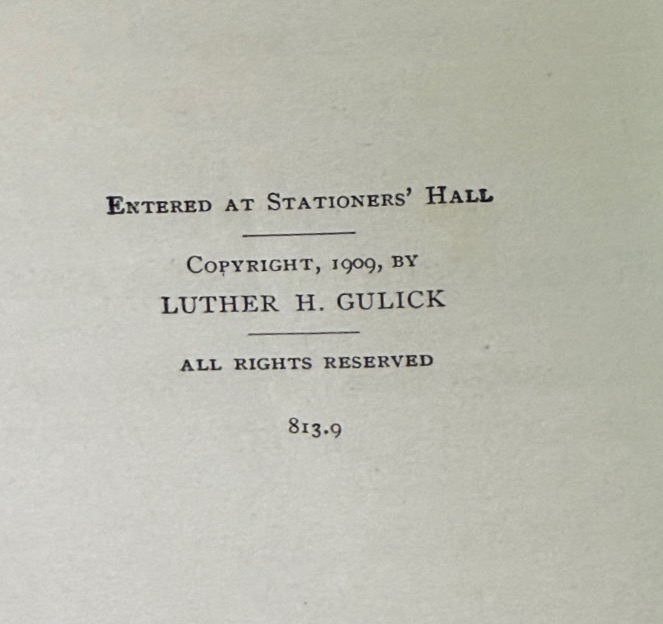 Entered at Stationers' Hall
Copyright, 1909, by
LUTHER H. GULICK
ALL RIGHTS RESERVED
813.9